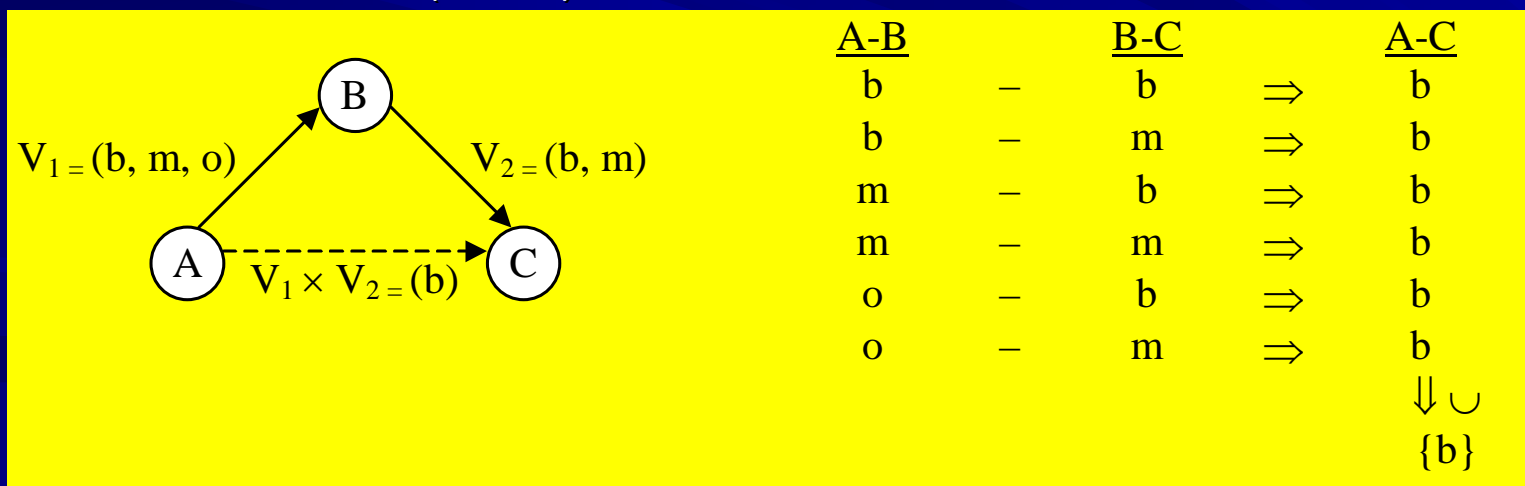 A-B B-C A-C
b – b ⇒ b
b – m ⇒ b
m – b ⇒ b
m – m ⇒ b
o – b ⇒ b
o – m ⇒ b
⇓ ∪
{b}
B
V₁ = (b, m, o) V₂ = (b, m)
A C
V₁ × V₂ = (b)